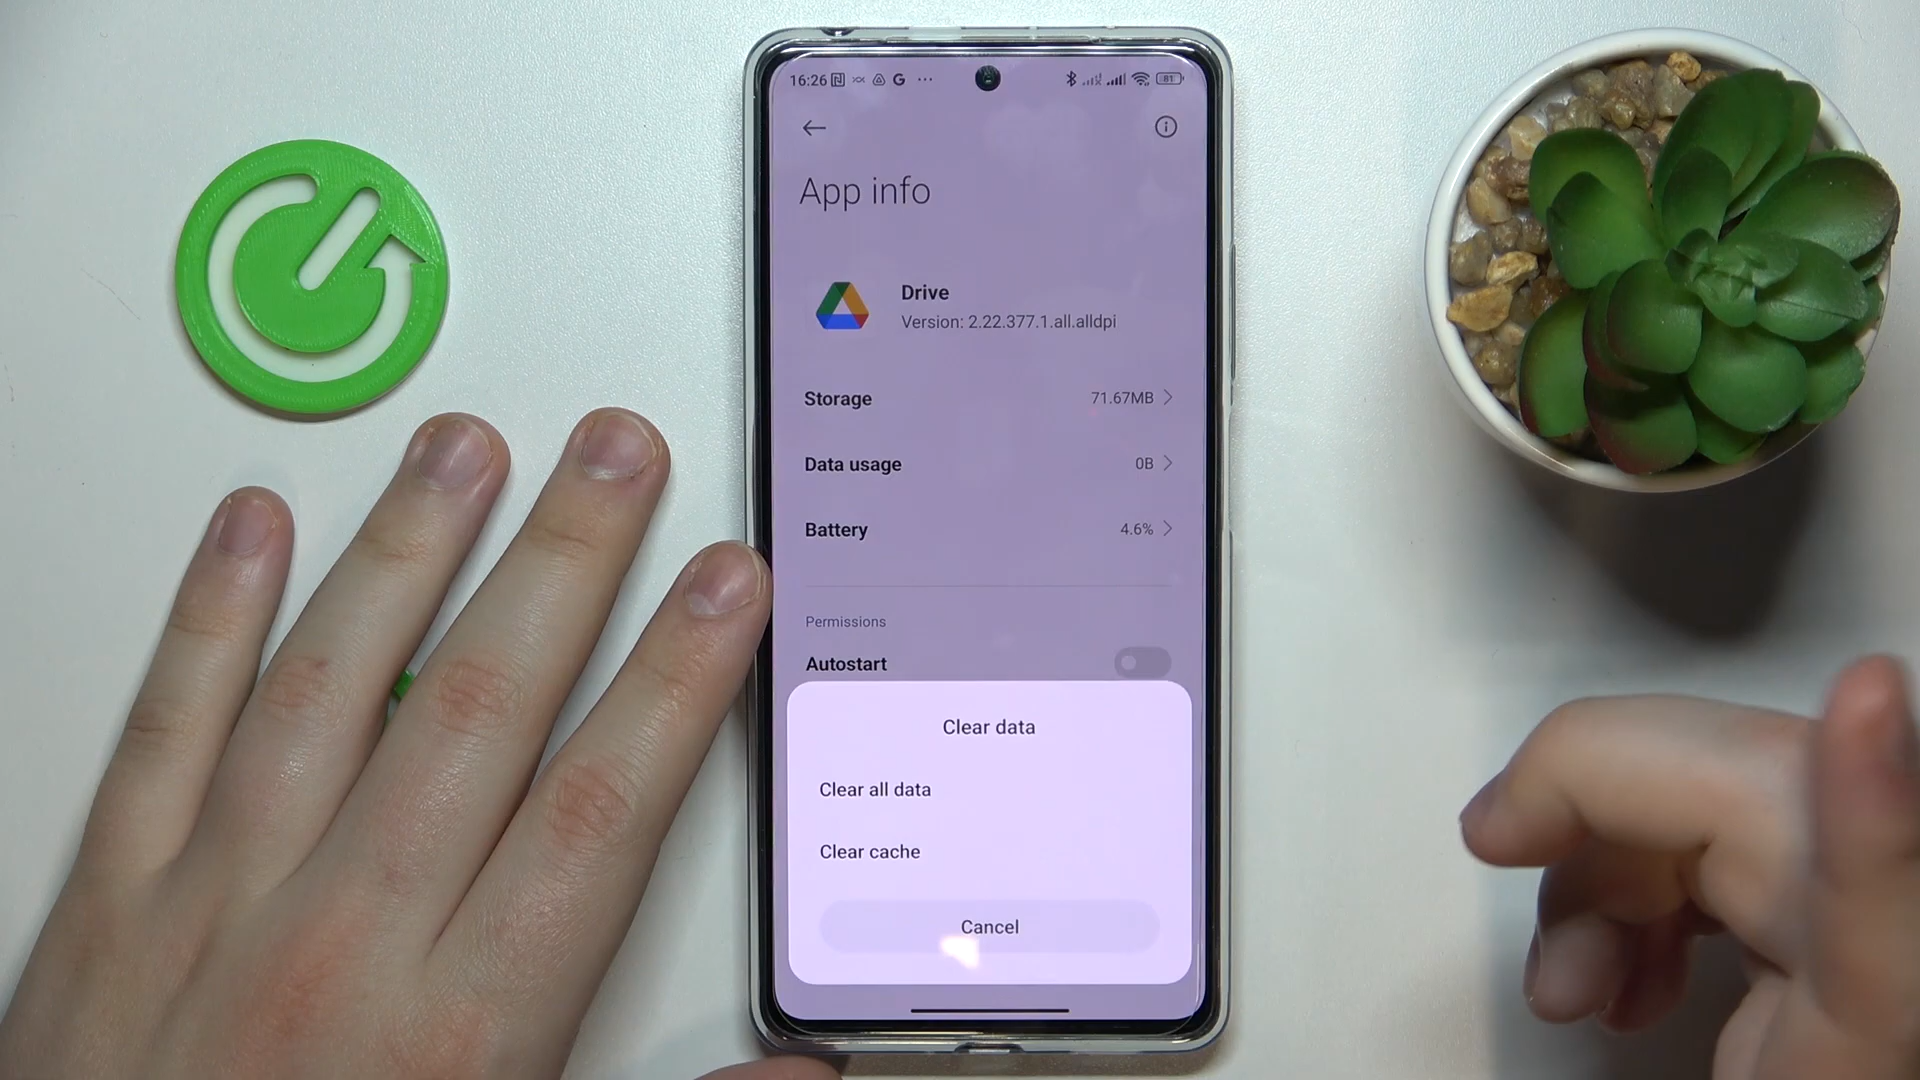 16:26
81
App info
Drive
Version: 2.22.377.1.all.alldpi
Storage 71.67MB
Data usage 0B
Battery 4.6%
Permissions
Autostart
Clear data
Clear all data
Clear cache
Cancel